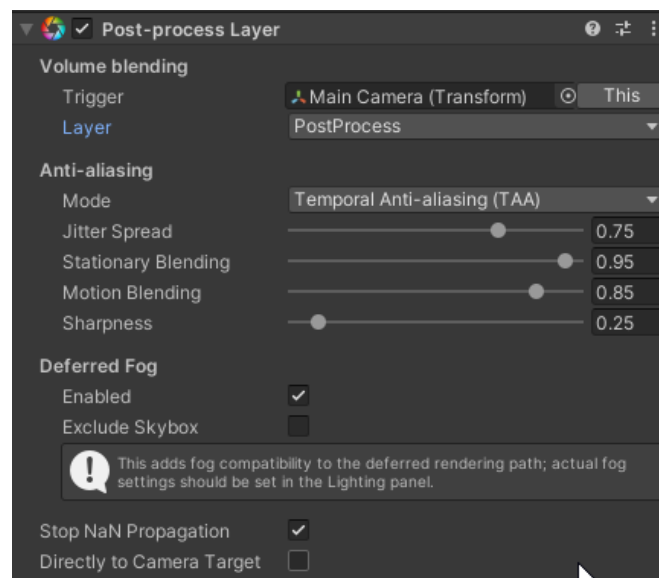 Post-process Layer
Volume blending
Trigger
Main Camera (Transform)
This
Layer
PostProcess
Anti-aliasing
Mode
Temporal Anti-aliasing (TAA)
Jitter Spread
0.75
Stationary Blending
0.95
Motion Blending
0.85
Sharpness
0.25
Deferred Fog
Enabled
Exclude Skybox
This adds fog compatibility to the deferred rendering path; actual fog
settings should be set in the Lighting panel.
Stop NaN Propagation
Directly to Camera Target